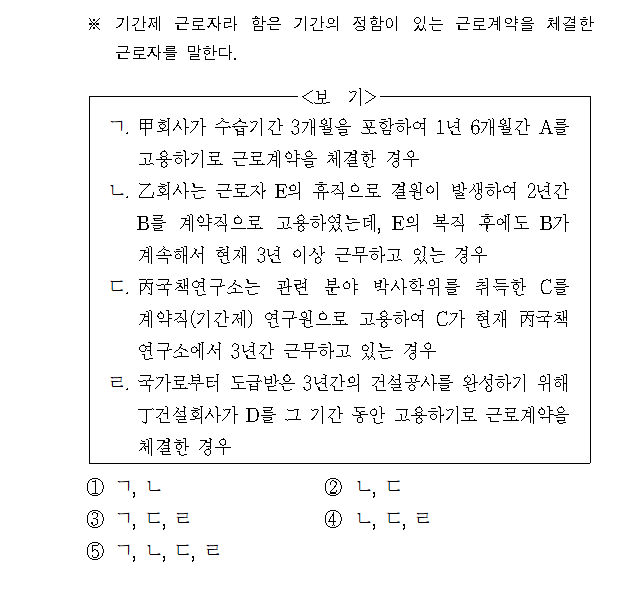 ※ 기간제 근로자라 함은 기간의 정함이 있는 근로계약을 체결한
근로자를 말한다.
<보 기>
ㄱ. 甲회사가 수습기간 3개월을 포함하여 1년 6개월간 A를
고용하기로 근로계약을 체결한 경우
ㄴ. 乙회사는 근로자 E의 휴직으로 결원이 발생하여 2년간
B를 계약직으로 고용하였는데, E의 복직 후에도 B가
계속해서 현재 3년 이상 근무하고 있는 경우
ㄷ. 丙국책연구소는 관련 분야 박사학위를 취득한 C를
계약직(기간제) 연구원으로 고용하여 C가 현재 丙국책
연구소에서 3년간 근무하고 있는 경우
ㄹ. 국가로부터 도급받은 3년간의 건설공사를 완성하기 위해
丁건설회사가 D를 그 기간 동안 고용하기로 근로계약을
체결한 경우
① ㄱ, ㄴ ② ㄴ, ㄷ
③ ㄱ, ㄷ, ㄹ ④ ㄴ, ㄷ, ㄹ
⑤ ㄱ, ㄴ, ㄷ, ㄹ